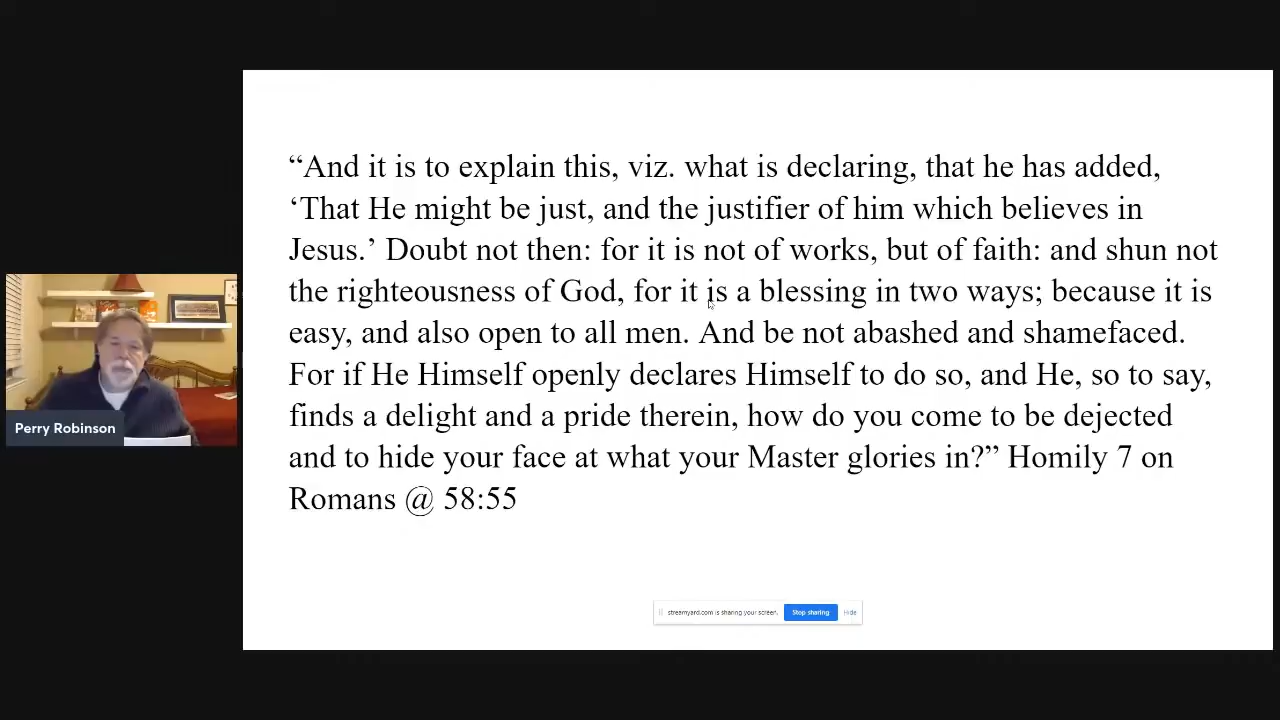 “And it is to explain this, viz. what is declaring, that he has added,
‘That He might be just, and the justifier of him which believes in
Jesus.’ Doubt not then: for it is not of works, but of faith: and shun not
the righteousness of God, for it is a blessing in two ways; because it is
easy, and also open to all men. And be not abashed and shamefaced.
For if He Himself openly declares Himself to do so, and He, so to say,
finds a delight and a pride therein, how do you come to be dejected
and to hide your face at what your Master glories in?” Homily 7 on
Romans @ 58:55
Perry Robinson
streamyard.com is sharing your screen. Stop sharing Hide